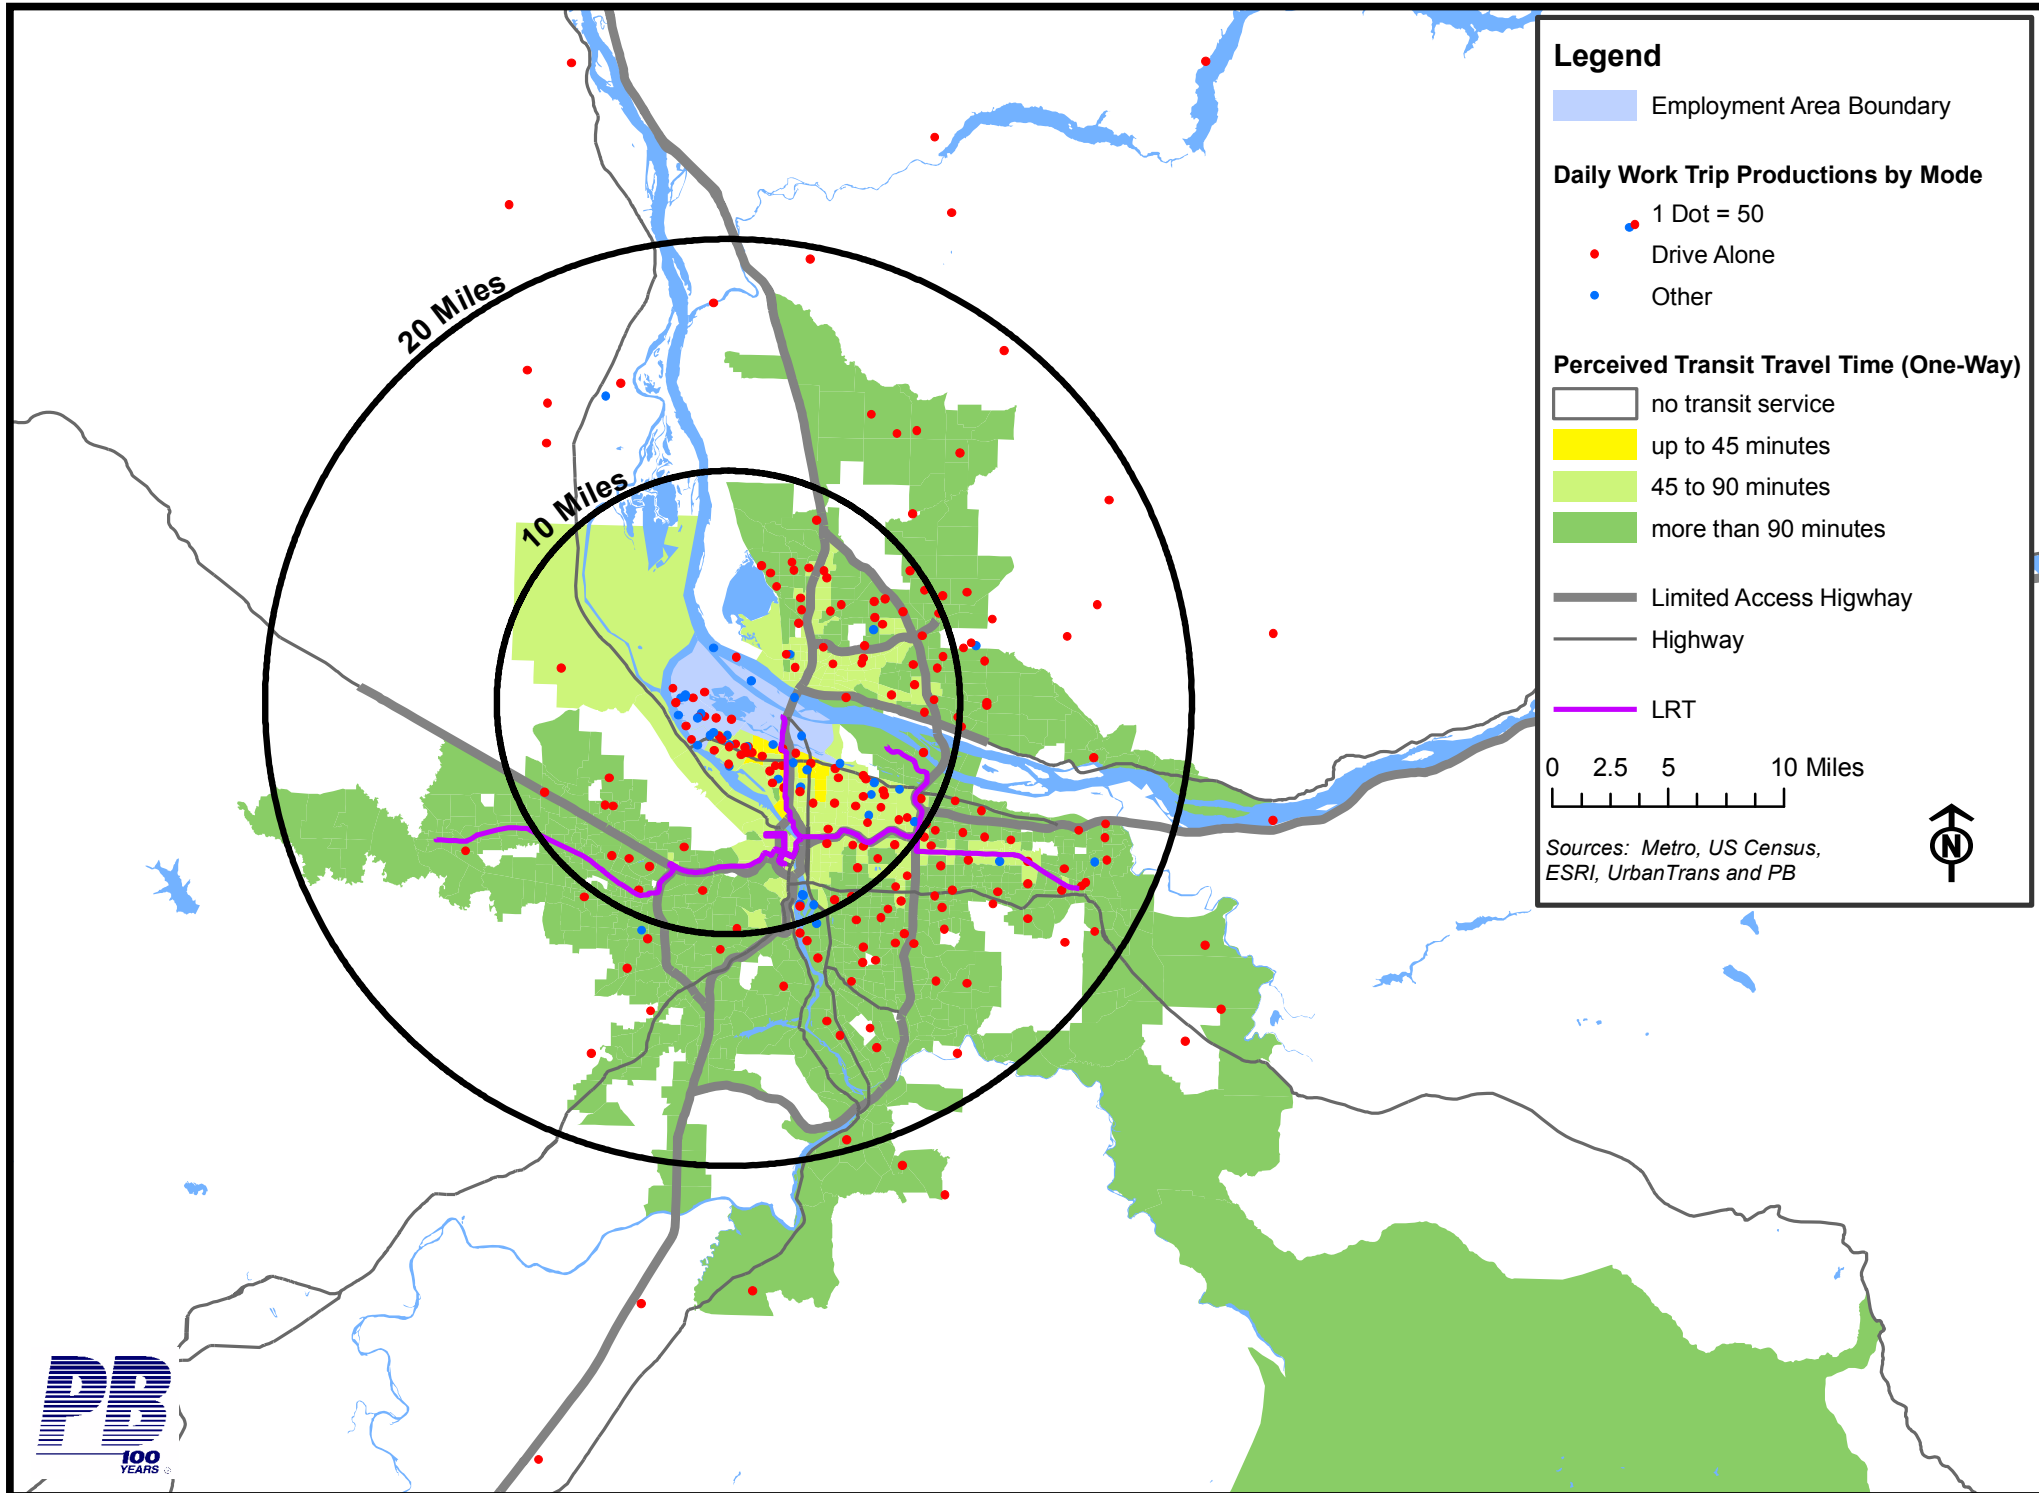 Legend
Employment Area Boundary
Daily Work Trip Productions by Mode
1 Dot = 50
Drive Alone
Other
Perceived Transit Travel Time (One-Way)
no transit service
up to 45 minutes
45 to 90 minutes
more than 90 minutes
Limited Access Higwhay
Highway
LRT
0 2.5 5 10 Miles
Sources: Metro, US Census,
ESRI, UrbanTrans and PB
N
20 Miles
10 Miles
PB
100
YEARS